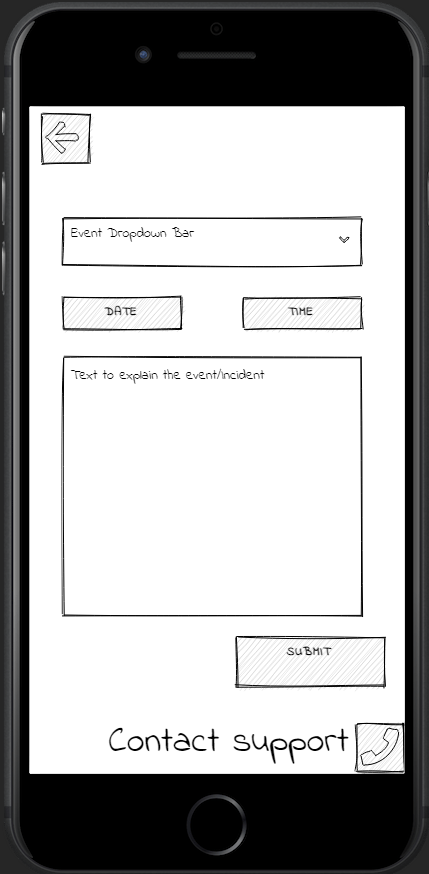 Event Dropdown Bar
DATE
TIME
Text to explain the event/incident
SUBMIT
Contact support